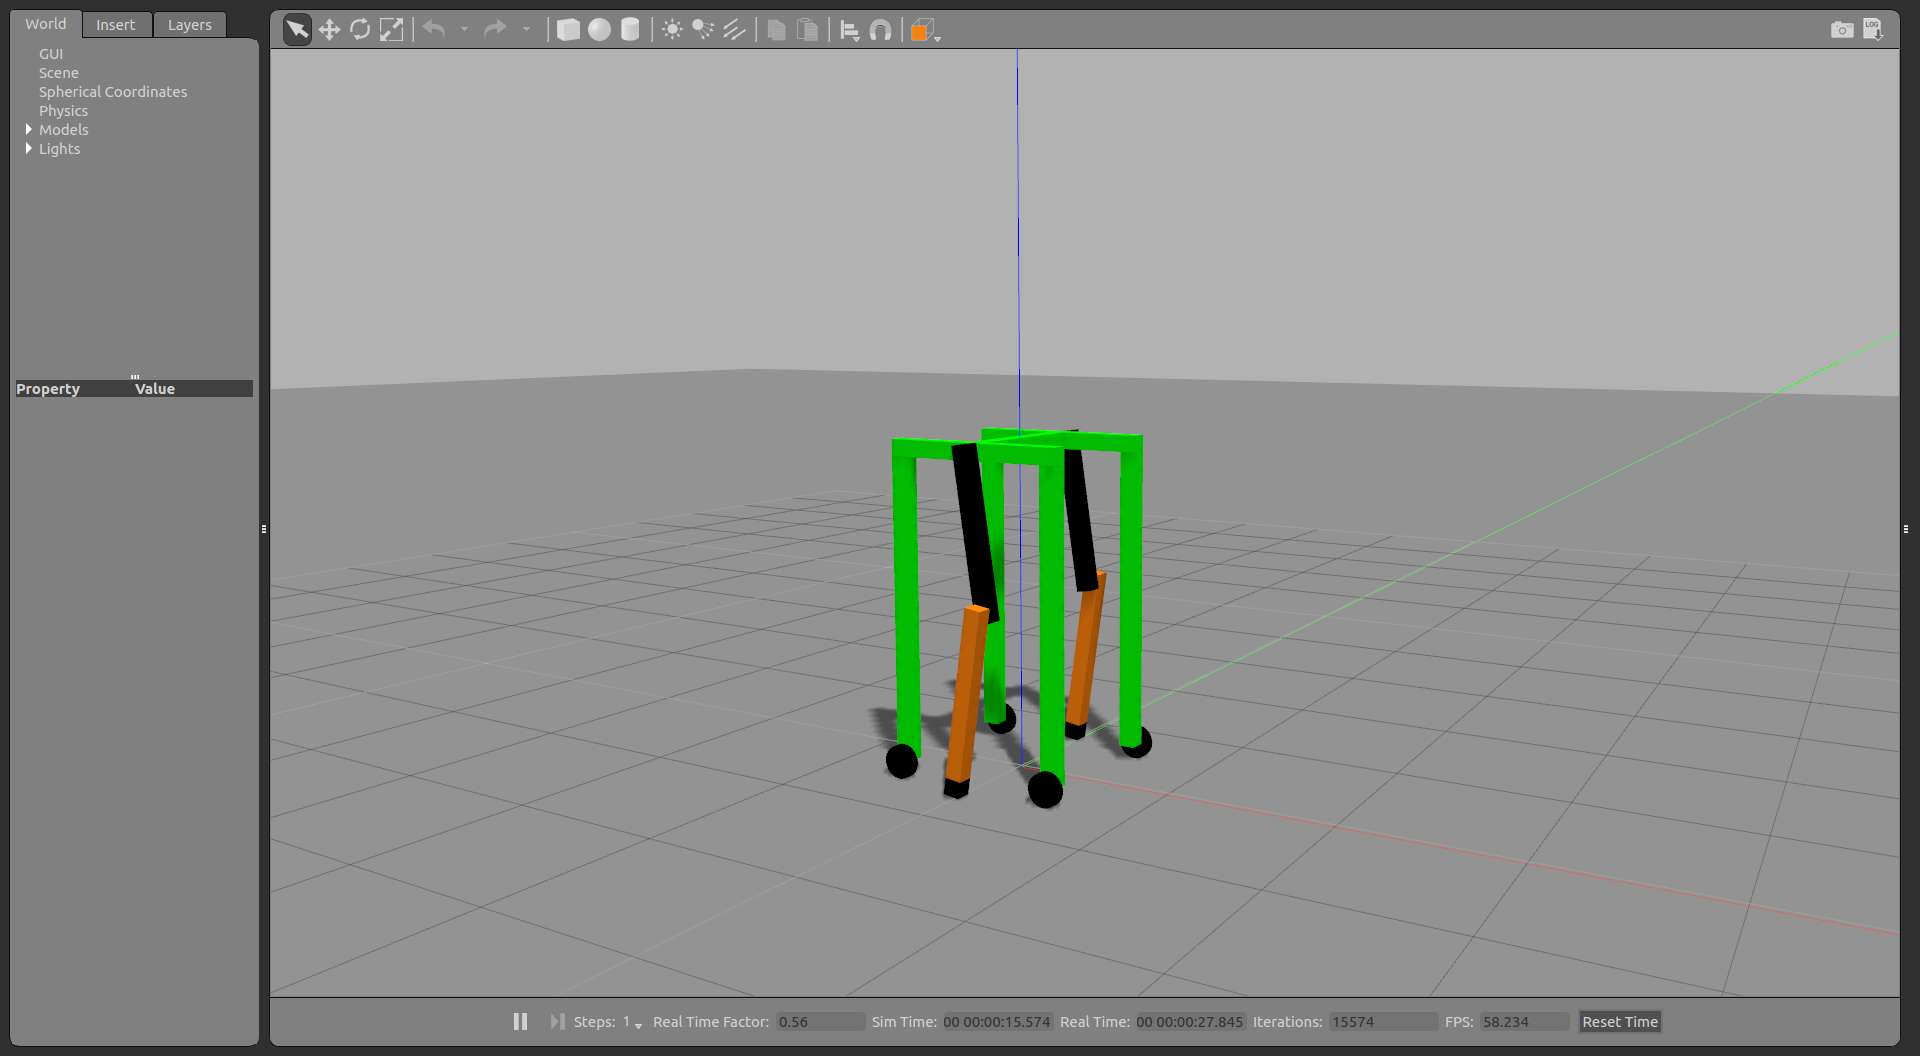 World Insert Layers
GUI
Scene
Spherical Coordinates
Physics
Models
Lights
Property Value
LOG
Steps: 1 Real Time Factor: 0.56 Sim Time: 00 00:00:15.574 Real Time: 00 00:00:27.845 Iterations: 15574 FPS: 58.234 Reset Time